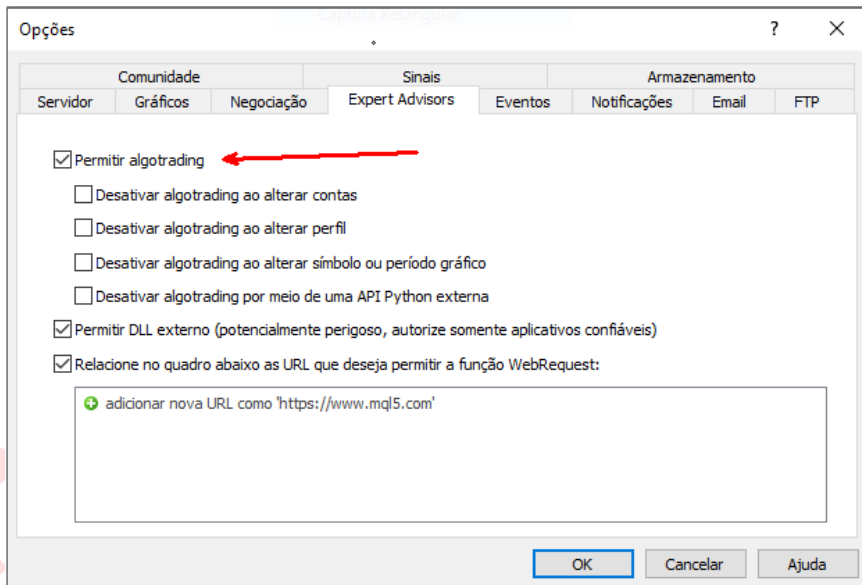 Captura Retangular
Opções ?
Comunidade Sinais Armazenamento
Servidor Gráficos Negociação Expert Advisors Eventos Notificações Email FTP
Permitir algotrading
Desativar algotrading ao alterar contas
Desativar algotrading ao alterar perfil
Desativar algotrading ao alterar símbolo ou período gráfico
Desativar algotrading por meio de uma API Python externa
Permitir DLL externo (potencialmente perigoso, autorize somente aplicativos confiáveis)
Relacione no quadro abaixo as URL que deseja permitir a função WebRequest:
adicionar nova URL como 'https://www.mql5.com'
OK Cancelar Ajuda